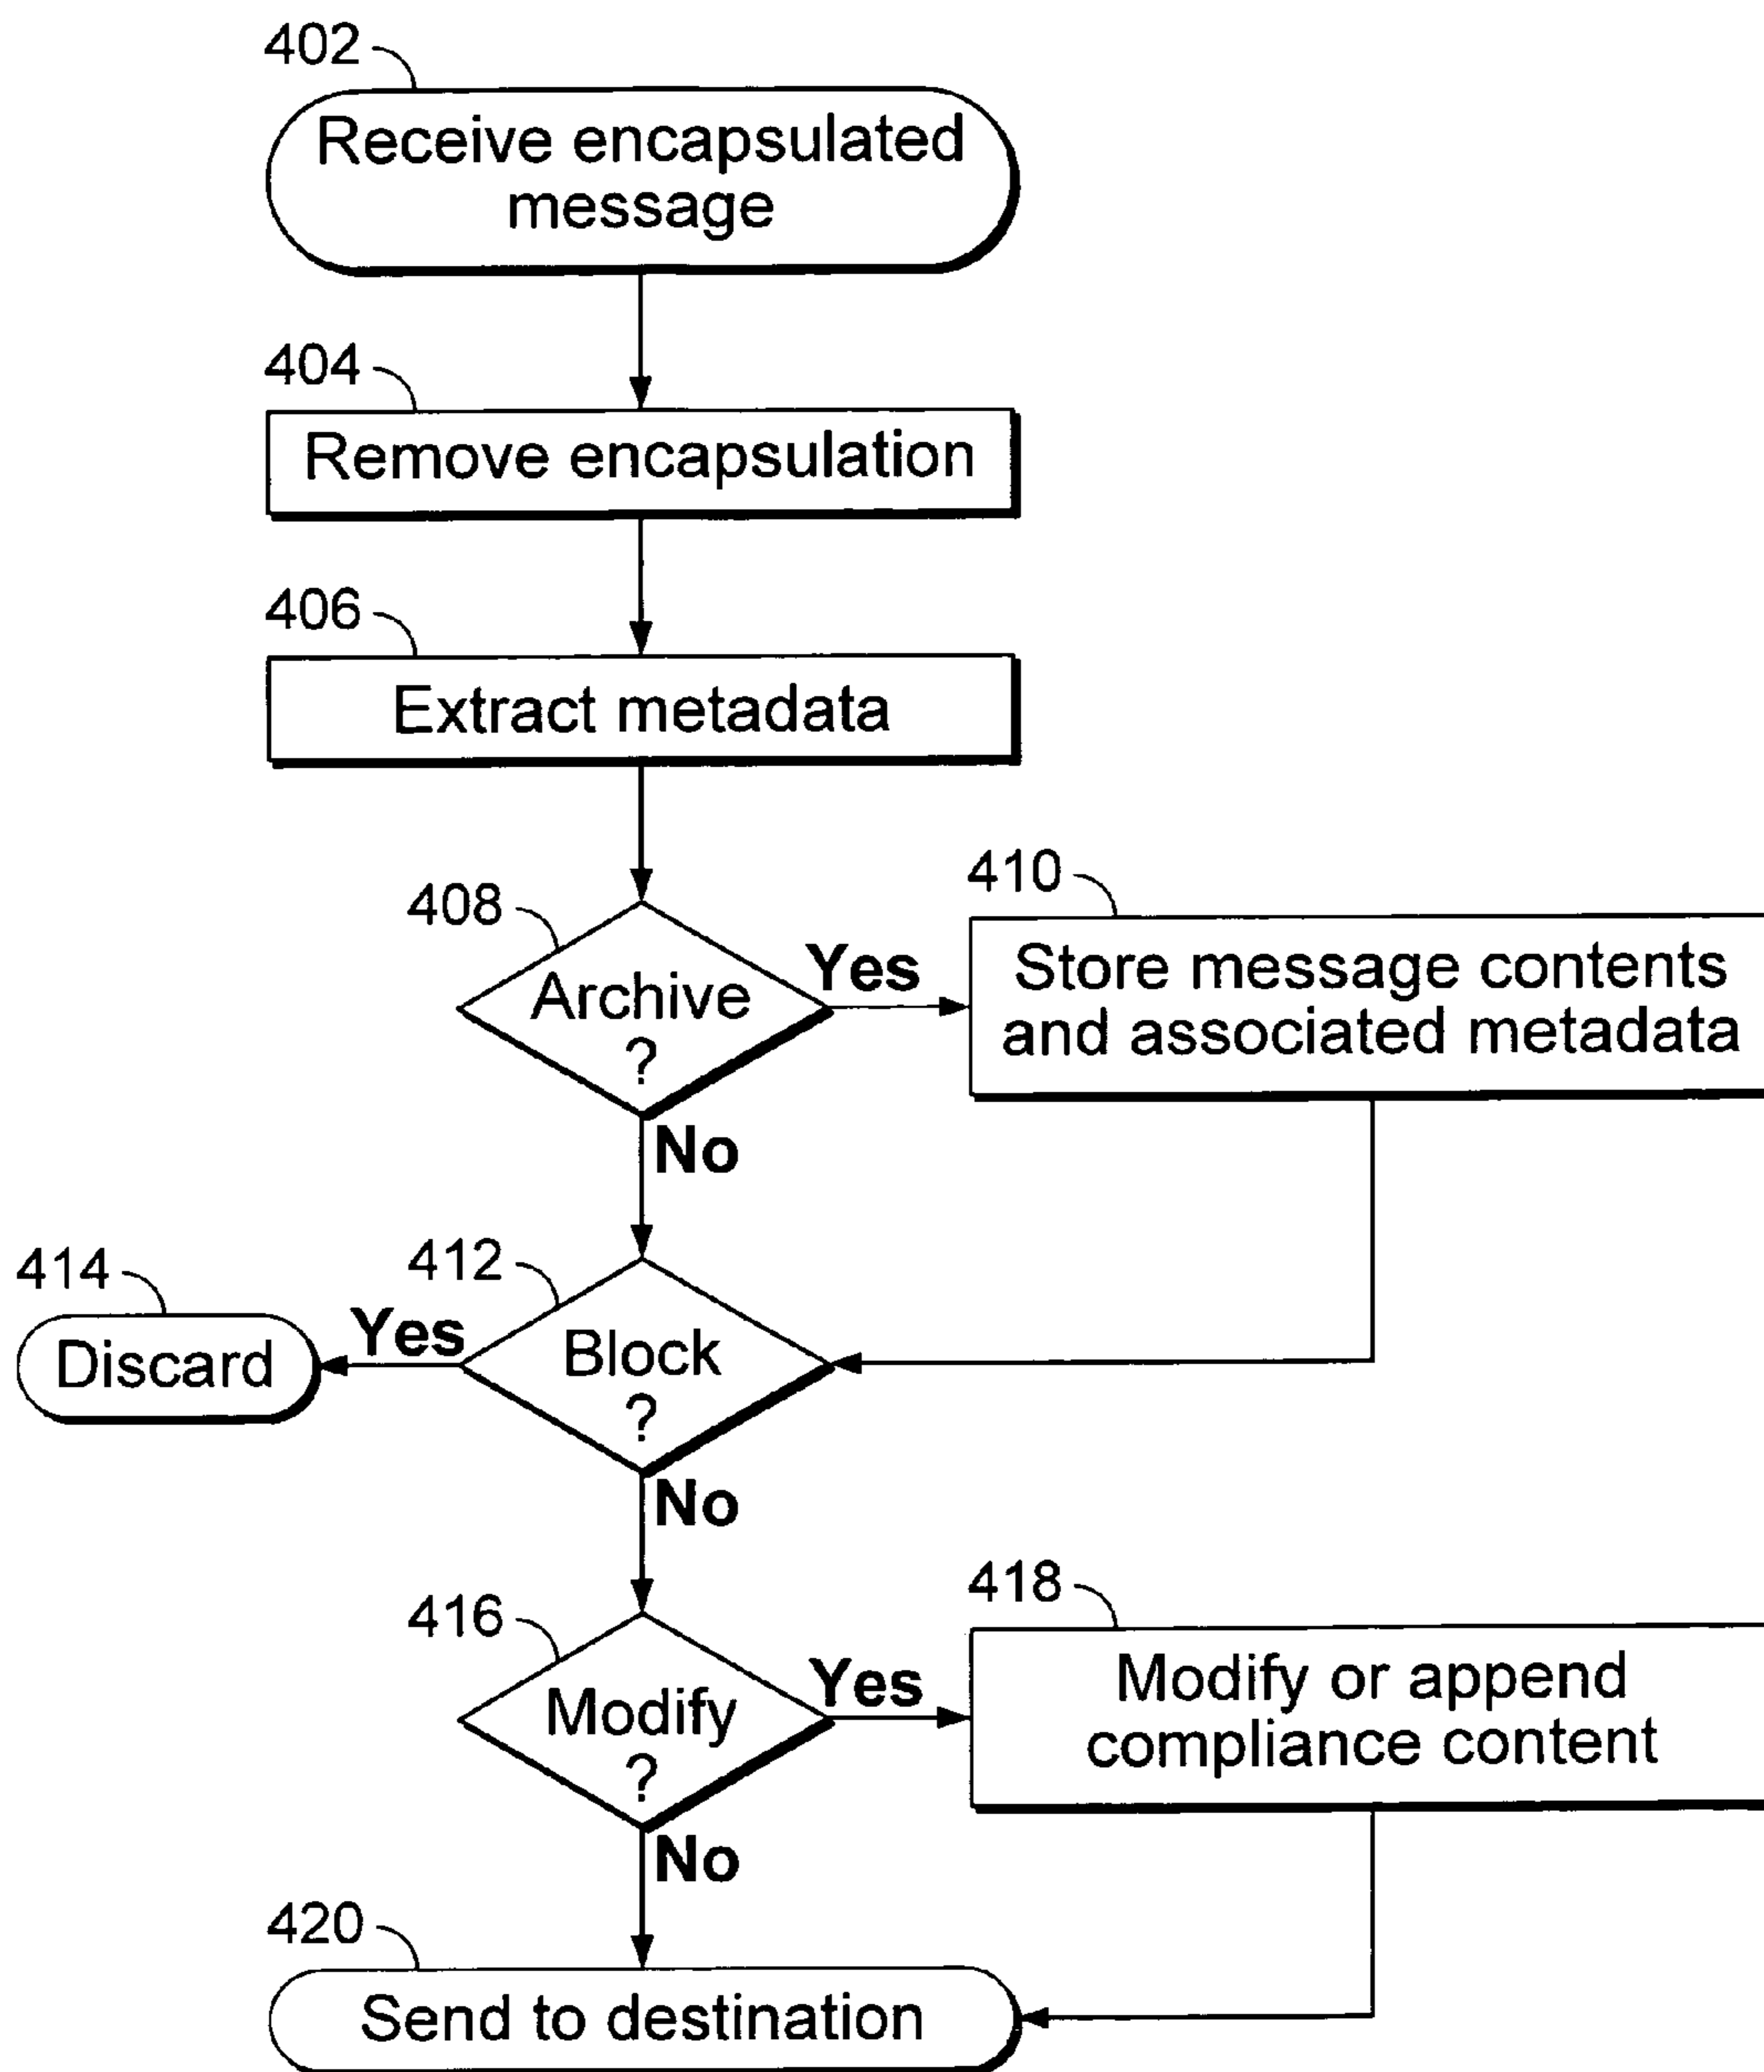 402
Receive encapsulated
message
404
Remove encapsulation
406
Extract metadata
408
Archive
?
Yes
410
Store message contents
and associated metadata
No
412
Block
?
Yes
414
Discard
No
416
Modify
?
Yes
418
Modify or append
compliance content
No
420
Send to destination